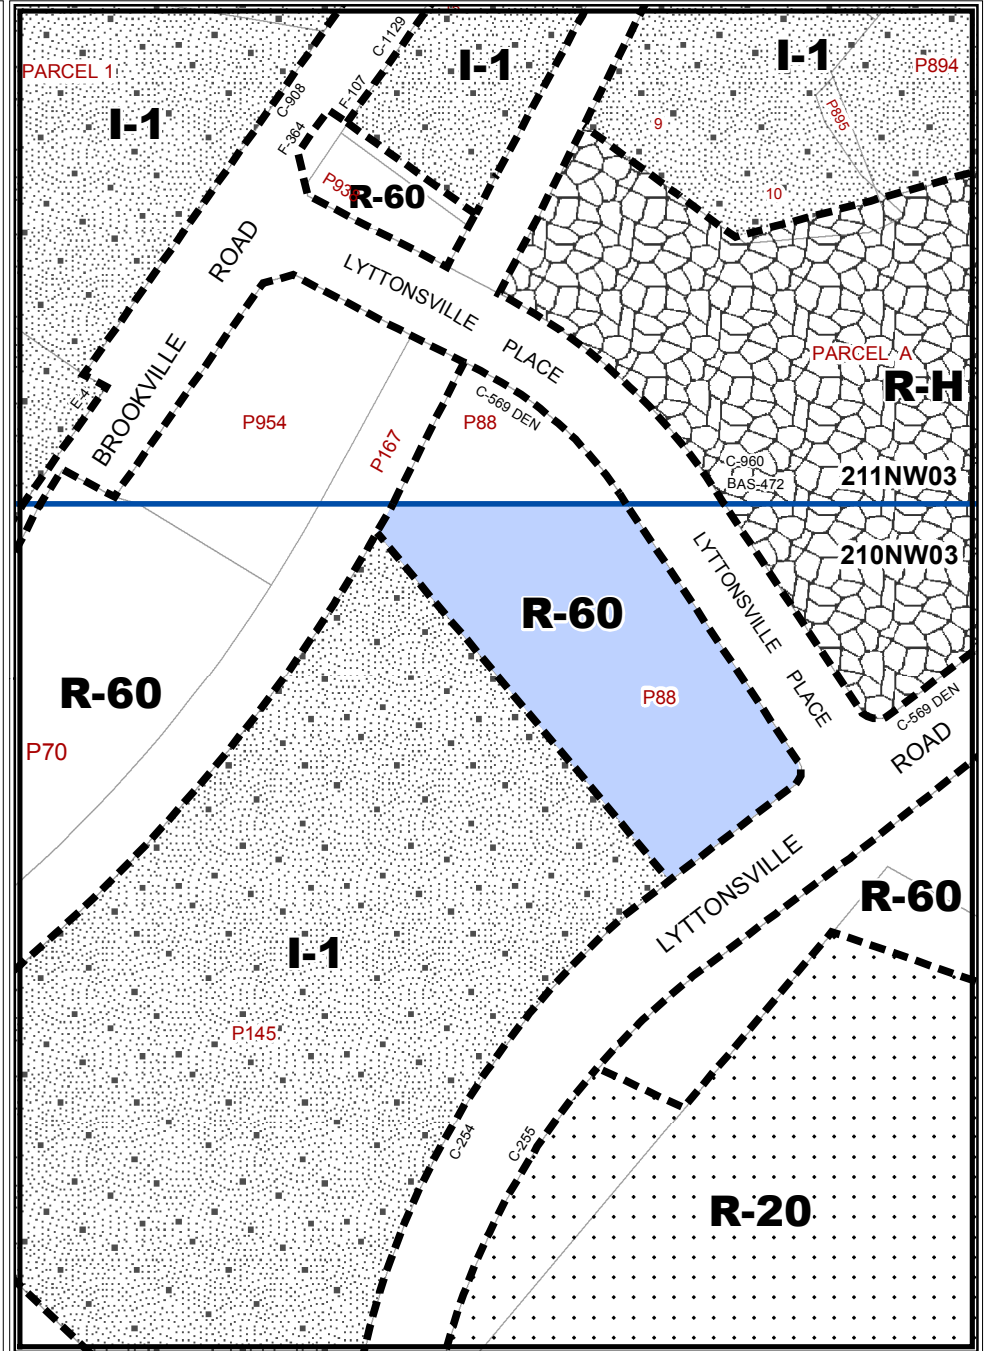 C-1129
I-1
I-1
P894
PARCEL 1
C-908
F-107
P895
I-1
9
F-364
P938
R-60
10
ROAD
LYTTONSVILLE
PLACE
PARCEL A
R-H
BROOKVILLE
C-569 DEN
P954
P88
P167
C-960
BAS-472
211NW03
210NW03
LYTTONSVILLE
R-60
R-60
P88
PLACE
C-569 DEN
ROAD
P70
LYTTONSVILLE
R-60
I-1
P145
C-254
C-255
R-20